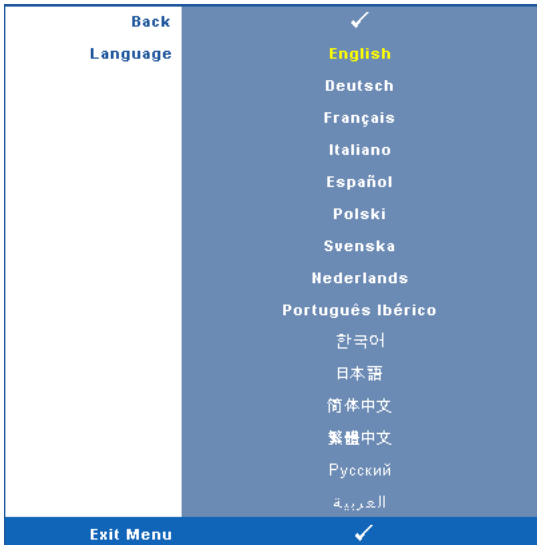 Back ✓
Language English
Deutsch
Français
Italiano
Español
Polski
Svenska
Nederlands
Português Ibérico
한국어
日本語
简体中文
繁體中文
Русский
العربية
Exit Menu ✓